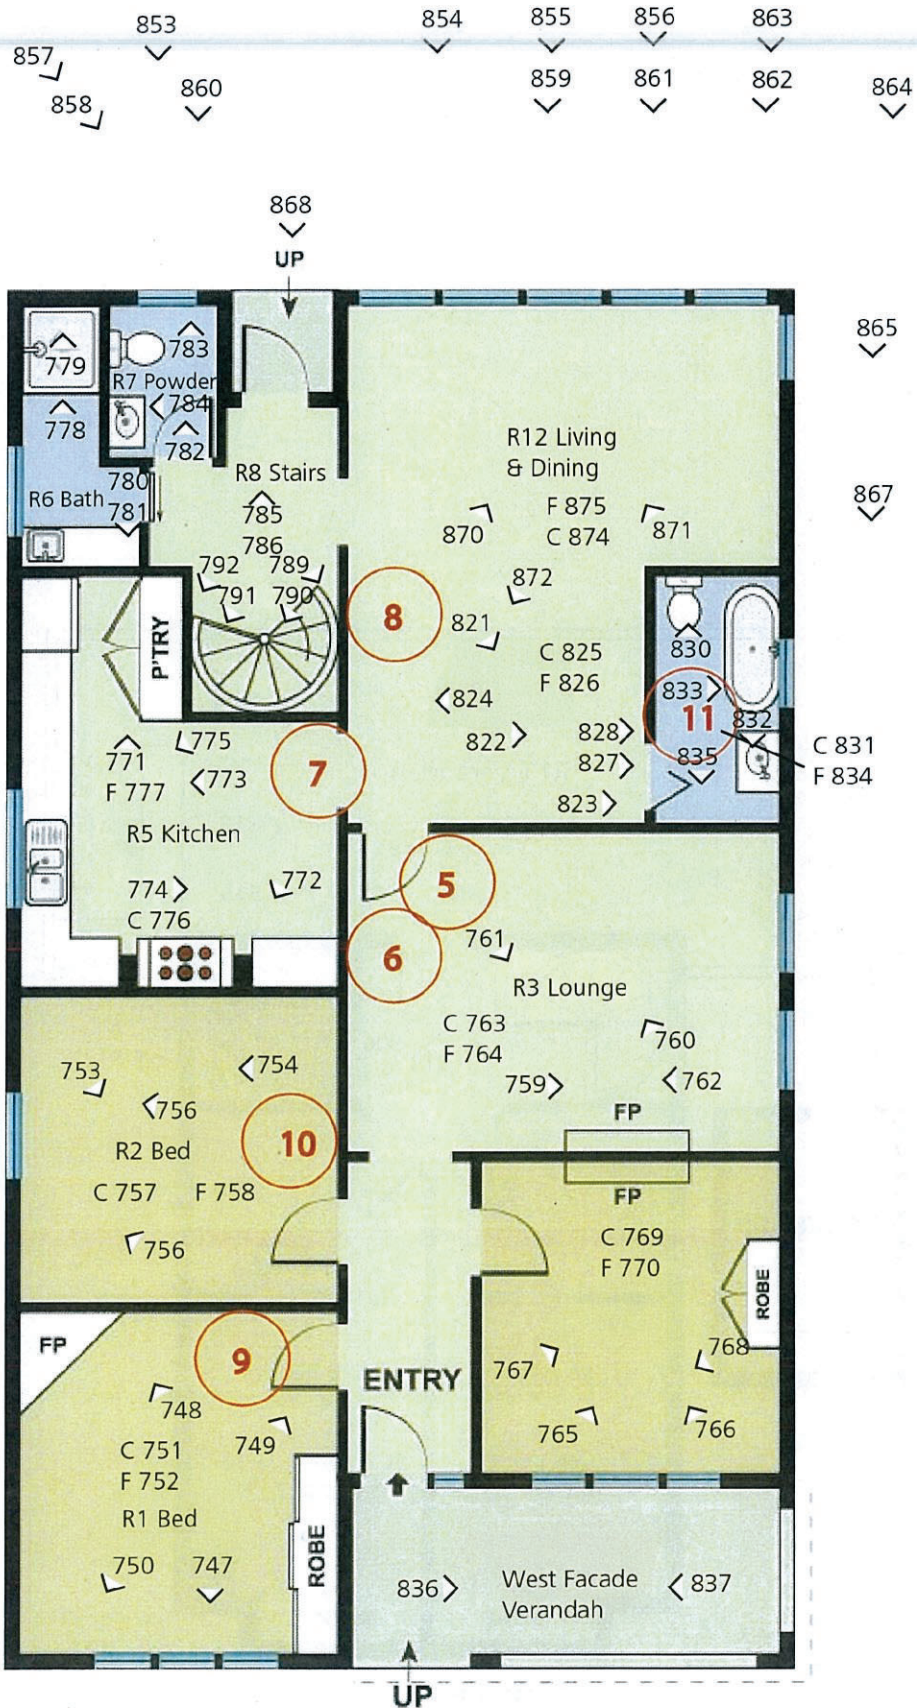 853
854
855
856
863
857
858
860
859
861
862
864
868
UP
865
867
779
783
R7 Powder
784
778
782
780
R6 Bath
781
R8 Stairs
785
786
792
789
791
790
R12 Living
& Dining
F 875
C 874
870
871
872
821
8
C 825
F 826
824
822
828
827
823
830
833
11
832
835
C 831
F 834
P'TRY
771
775
F 777
773
7
R5 Kitchen
774
772
C 776
5
761
6
R3 Lounge
C 763
F 764
760
759
762
FP
FP
753
754
756
R2 Bed
10
C 757 F 758
756
C 769
F 770
ROBE
767
768
765
766
FP
9
ENTRY
748
749
C 751
F 752
R1 Bed
ROBE
750
747
836
West Facade
Verandah
837
UP